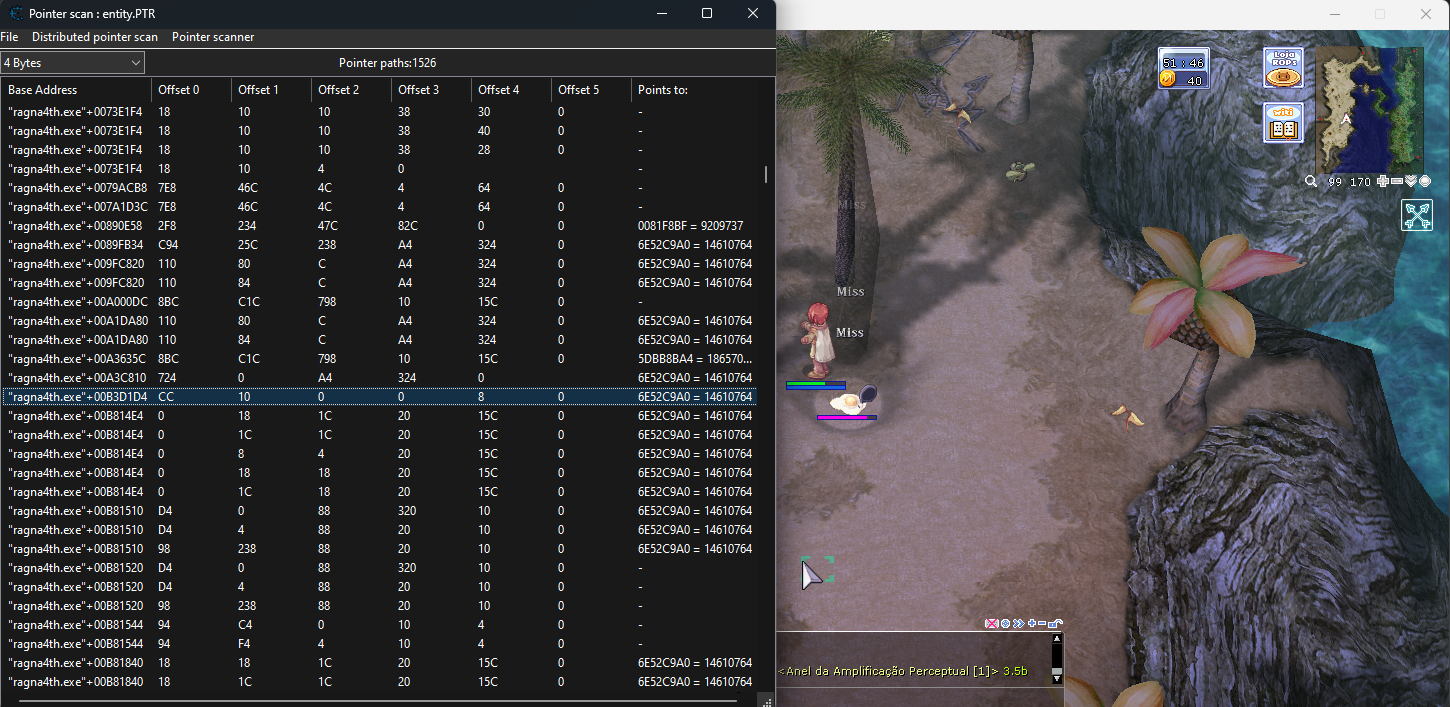 Pointer scan : entity.PTR
File Distributed pointer scan Pointer scanner
4 Bytes Pointer paths:1526
Base Address Offset 0 Offset 1 Offset 2 Offset 3 Offset 4 Offset 5 Points to:
"ragna4th.exe"+0073E1F4 18 10 10 38 30 0 -
"ragna4th.exe"+0073E1F4 18 10 10 38 40 0 -
"ragna4th.exe"+0073E1F4 18 10 10 38 28 0 -
"ragna4th.exe"+0073E1F4 18 10 4 0 -
"ragna4th.exe"+0079ACB8 7E8 46C 4C 4 64 0 -
"ragna4th.exe"+007A1D3C 7E8 46C 4C 4 64 0 -
"ragna4th.exe"+00890E58 2F8 234 47C 82C 0 0 0081F8BF = 9209737
"ragna4th.exe"+0089FB34 C94 25C 238 A4 324 0 6E52C9A0 = 14610764
"ragna4th.exe"+009FC820 110 80 C A4 324 0 6E52C9A0 = 14610764
"ragna4th.exe"+009FC820 110 84 C A4 324 0 6E52C9A0 = 14610764
"ragna4th.exe"+00A000DC 8BC C1C 798 10 15C 0 -
"ragna4th.exe"+00A1DA80 110 80 C A4 324 0 6E52C9A0 = 14610764
"ragna4th.exe"+00A1DA80 110 84 C A4 324 0 6E52C9A0 = 14610764
"ragna4th.exe"+00A3635C 8BC C1C 798 10 15C 0 5DBB8BA4 = 186570...
"ragna4th.exe"+00A3C810 724 0 A4 324 0 6E52C9A0 = 14610764
"ragna4th.exe"+00B3D1D4 CC 10 0 0 8 0 6E52C9A0 = 14610764
"ragna4th.exe"+00B814E4 0 18 1C 20 15C 0 6E52C9A0 = 14610764
"ragna4th.exe"+00B814E4 0 1C 1C 20 15C 0 6E52C9A0 = 14610764
"ragna4th.exe"+00B814E4 0 8 4 20 15C 0 6E52C9A0 = 14610764
"ragna4th.exe"+00B814E4 0 18 18 20 15C 0 6E52C9A0 = 14610764
"ragna4th.exe"+00B814E4 0 1C 18 20 15C 0 6E52C9A0 = 14610764
"ragna4th.exe"+00B81510 D4 0 88 320 10 0 6E52C9A0 = 14610764
"ragna4th.exe"+00B81510 D4 4 88 20 10 0 6E52C9A0 = 14610764
"ragna4th.exe"+00B81510 98 238 88 20 10 0 6E52C9A0 = 14610764
"ragna4th.exe"+00B81520 D4 0 88 320 10 0 -
"ragna4th.exe"+00B81520 D4 4 88 20 10 0 -
"ragna4th.exe"+00B81520 98 238 88 20 10 0 -
"ragna4th.exe"+00B81544 94 C4 0 10 4 0 -
"ragna4th.exe"+00B81544 94 F4 4 10 4 0 -
"ragna4th.exe"+00B81840 18 18 1C 20 15C 0 6E52C9A0 = 14610764
"ragna4th.exe"+00B81840 18 1C 1C 20 15C 0 6E52C9A0 = 14610764
51 : 46
M 40
Loja
ROPs
wiki
99 170
Miss
Miss
Miss
<Anel da Amplificação Perceptual [1]> 3.5b